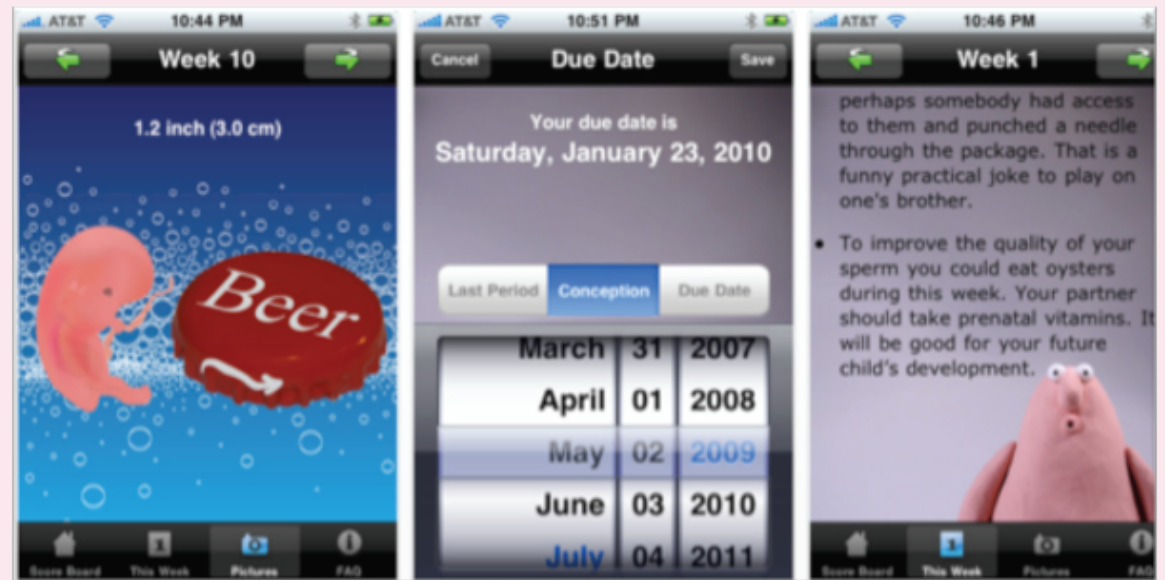 AT&T 10:44 PM
Week 10
1.2 inch (3.0 cm)
Beer
Score Board This Week Pictures FAQ
AT&T 10:51 PM
Cancel Due Date Save
Your due date is
Saturday, January 23, 2010
Last Period Conception Due Date
March 31 2007
April 01 2008
May 02 2009
June 03 2010
July 04 2011
AT&T 10:46 PM
Week 1
perhaps somebody had access
to them and punched a needle
through the package. That is a
funny practical joke to play on
one's brother.
• To improve the quality of your
sperm you could eat oysters
during this week. Your partner
should take prenatal vitamins. It
will be good for your future
child's development.
1
Score Board This Week Pictures FAQ